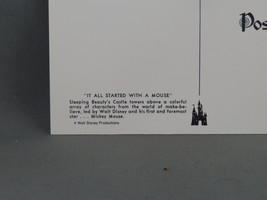 Pos
"IT ALL STARTED WITH A MOUSE"
Sleeping Beauty's Castle towers above a colorful
array of characters from the world of make-be-
lieve, led by Walt Disney and his first and foremost
star . . . Mickey Mouse.
© Walt Disney Productions